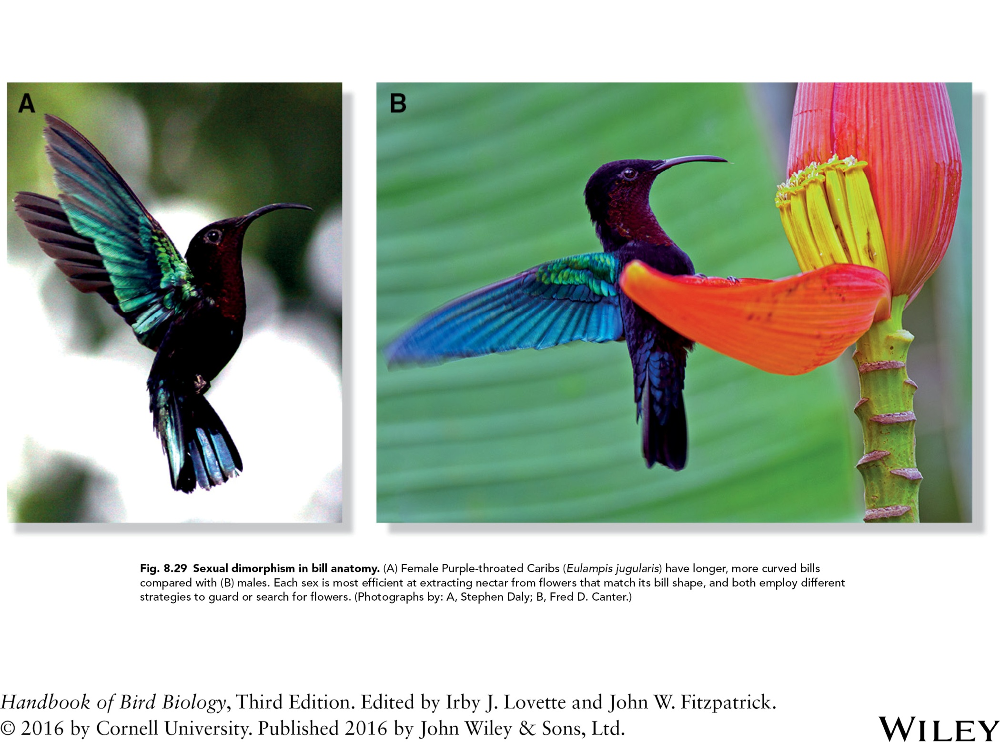 A
B
Fig. 8.29 Sexual dimorphism in bill anatomy. (A) Female Purple-throated Caribs (Eulampis jugularis) have longer, more curved bills
compared with (B) males. Each sex is most efficient at extracting nectar from flowers that match its bill shape, and both employ different
strategies to guard or search for flowers. (Photographs by: A, Stephen Daly; B, Fred D. Canter.)
Handbook of Bird Biology, Third Edition. Edited by Irby J. Lovette and John W. Fitzpatrick.
© 2016 by Cornell University. Published 2016 by John Wiley & Sons, Ltd.
WILEY